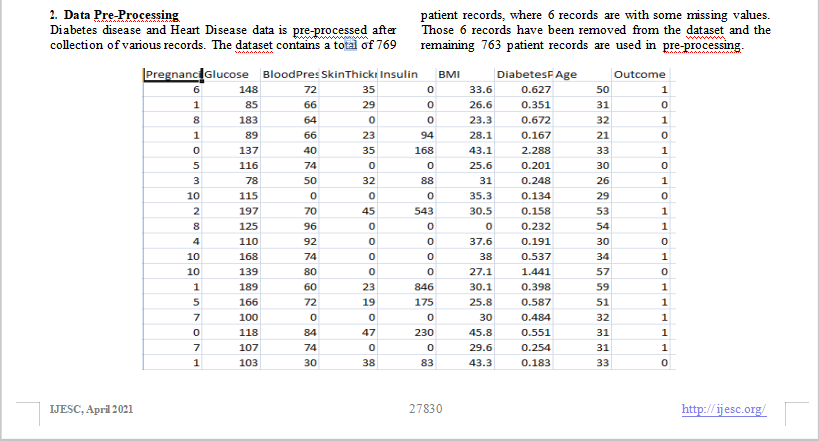 2. Data Pre-Processing
Diabetes disease and Heart Disease data is pre-processed after
collection of various records. The dataset contains a total of 769
patient records, where 6 records are with some missing values.
Those 6 records have been removed from the dataset and the
remaining 763 patient records are used in pre-processing.
Pregnanci Glucose BloodPres SkinThickr Insulin BMI DiabetesP Age Outcome
6 148 72 35 0 33.6 0.627 50 1
1 85 66 29 0 26.6 0.351 31 0
8 183 64 0 0 23.3 0.672 32 1
1 89 66 23 94 28.1 0.167 21 0
0 137 40 35 168 43.1 2.288 33 1
5 116 74 0 0 25.6 0.201 30 0
3 78 50 32 88 31 0.248 26 1
10 115 0 0 0 35.3 0.134 29 0
2 197 70 45 543 30.5 0.158 53 1
8 125 96 0 0 0 0.232 54 1
4 110 92 0 0 37.6 0.191 30 0
10 168 74 0 0 38 0.537 34 1
10 139 80 0 0 27.1 1.441 57 0
1 189 60 23 846 30.1 0.398 59 1
5 166 72 19 175 25.8 0.587 51 1
7 100 0 0 0 30 0.484 32 1
0 118 84 47 230 45.8 0.551 31 1
7 107 74 0 0 29.6 0.254 31 1
1 103 30 38 83 43.3 0.183 33 0
IJESC, April 2021 27830 http://ijesc.org/